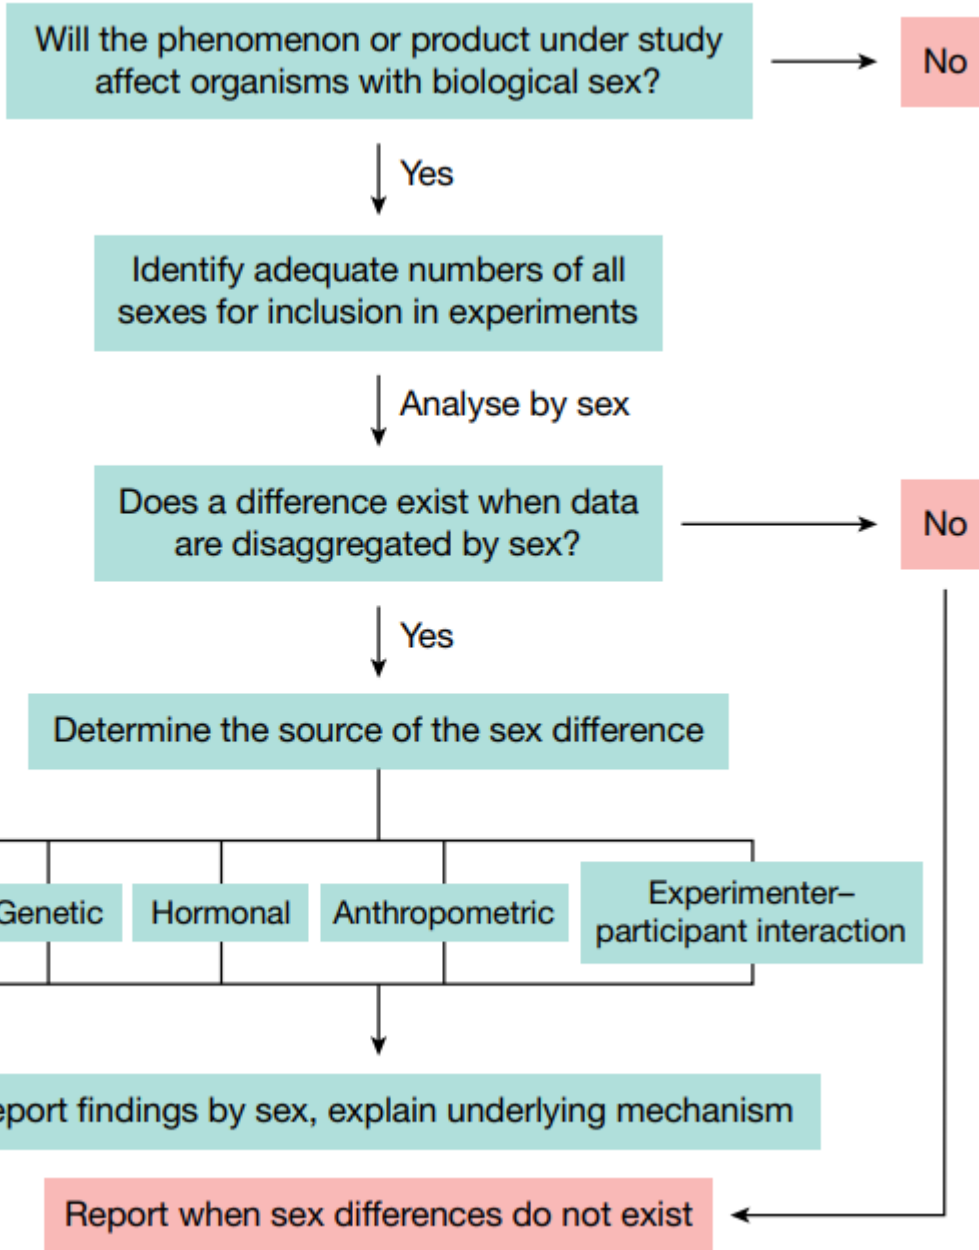 Will the phenomenon or product under study
affect organisms with biological sex?
No
Yes
Identify adequate numbers of all
sexes for inclusion in experiments
Analyse by sex
Does a difference exist when data
are disaggregated by sex?
No
Yes
Determine the source of the sex difference
Genetic
Hormonal
Anthropometric
Experimenter–
participant interaction
eport findings by sex, explain underlying mechanism
Report when sex differences do not exist